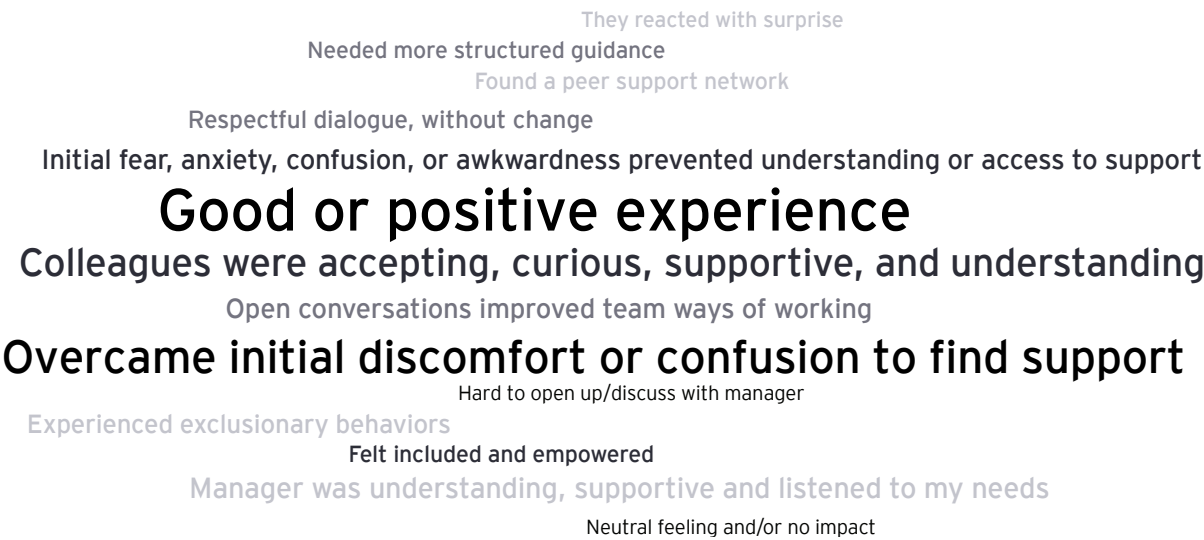 They reacted with surprise
Needed more structured guidance
Found a peer support network
Respectful dialogue, without change
Initial fear, anxiety, confusion, or awkwardness prevented understanding or access to support
Good or positive experience
Colleagues were accepting, curious, supportive, and understanding
Open conversations improved team ways of working
Overcame initial discomfort or confusion to find support
Hard to open up/discuss with manager
Experienced exclusionary behaviors
Felt included and empowered
Manager was understanding, supportive and listened to my needs
Neutral feeling and/or no impact